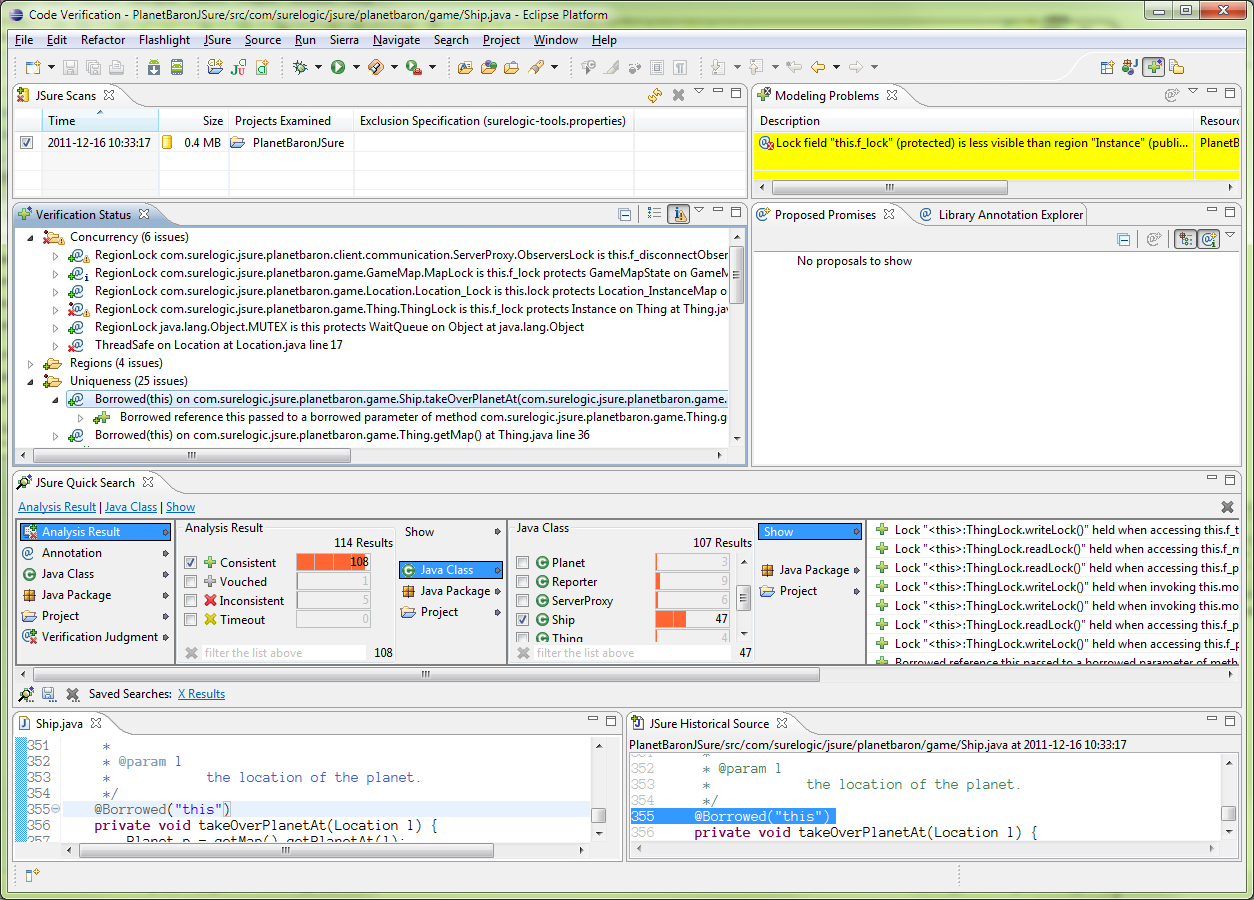 Code Verification - PlanetBaronJSure/src/com/surelogic/jsure/planetbaron/game/Ship.java - Eclipse Platform
File Edit Refactor Flashlight JSure Source Run Sierra Navigate Search Project Window Help
JSure Scans
Time Size Projects Examined Exclusion Specification (surelogic-tools.properties)
2011-12-16 10:33:17 0.4 MB PlanetBaronJSure
Modeling Problems
Description Resourc
Lock field "this.f_lock" (protected) is less visible than region "Instance" (publi... PlanetB
Verification Status
Concurrency (6 issues)
RegionLock com.surelogic.jsure.planetbaron.client.communication.ServerProxy.ObserversLock is this.f_disconnectObser
RegionLock com.surelogic.jsure.planetbaron.game.GameMap.MapLock is this.f_lock protects GameMapState on GameM
RegionLock com.surelogic.jsure.planetbaron.game.Location.Location_Lock is this.lock protects Location_InstanceMap o
RegionLock com.surelogic.jsure.planetbaron.game.Thing.ThingLock is this.f_lock protects Instance on Thing at Thing.jav
RegionLock java.lang.Object.MUTEX is this protects WaitQueue on Object at java.lang.Object
ThreadSafe on Location at Location.java line 17
Regions (4 issues)
Uniqueness (25 issues)
Borrowed(this) on com.surelogic.jsure.planetbaron.game.Ship.takeOverPlanetAt(com.surelogic.jsure.planetbaron.game.
Borrowed reference this passed to a borrowed parameter of method com.surelogic.jsure.planetbaron.game.Thing.g
Borrowed(this) on com.surelogic.jsure.planetbaron.game.Thing.getMap() at Thing.java line 36
Proposed Promises
Library Annotation Explorer
No proposals to show
JSure Quick Search
Analysis Result | Java Class | Show
Analysis Result
Annotation
Java Class
Java Package
Project
Verification Judgment
Analysis Result
114 Results
Consistent 108
Vouched 1
Inconsistent 5
Timeout 0
filter the list above 108
Show
Java Class
Java Package
Project
Java Class
107 Results
Planet 3
Reporter 9
ServerProxy 6
Ship 47
Thing 4
filter the list above 47
Show
Java Package
Project
Lock "<this>:ThingLock.writeLock()" held when accessing this.f_t
Lock "<this>:ThingLock.readLock()" held when accessing this.f_m
Lock "<this>:ThingLock.readLock()" held when accessing this.f_p
Lock "<this>:ThingLock.writeLock()" held when invoking this.mo
Lock "<this>:ThingLock.writeLock()" held when invoking this.mo
Lock "<this>:ThingLock.readLock()" held when accessing this.f_p
Lock "<this>:ThingLock.writeLock()" held when accessing this.f_p
Borrowed reference this passed to a borrowed parameter of meth
Saved Searches: X Results
Ship.java
351 *
352 * @param l
353 * the location of the planet.
354 */
355 @Borrowed("this")
356 private void takeOverPlanetAt(Location l) {
357 Planet p = getMap().getPlanetAt(l);
JSure Historical Source
PlanetBaronJSure/src/com/surelogic/jsure/planetbaron/game/Ship.java at 2011-12-16 10:33:17
352 * @param l
353 * the location of the planet.
354 */
355 @Borrowed("this")
356 private void takeOverPlanetAt(Location l) {